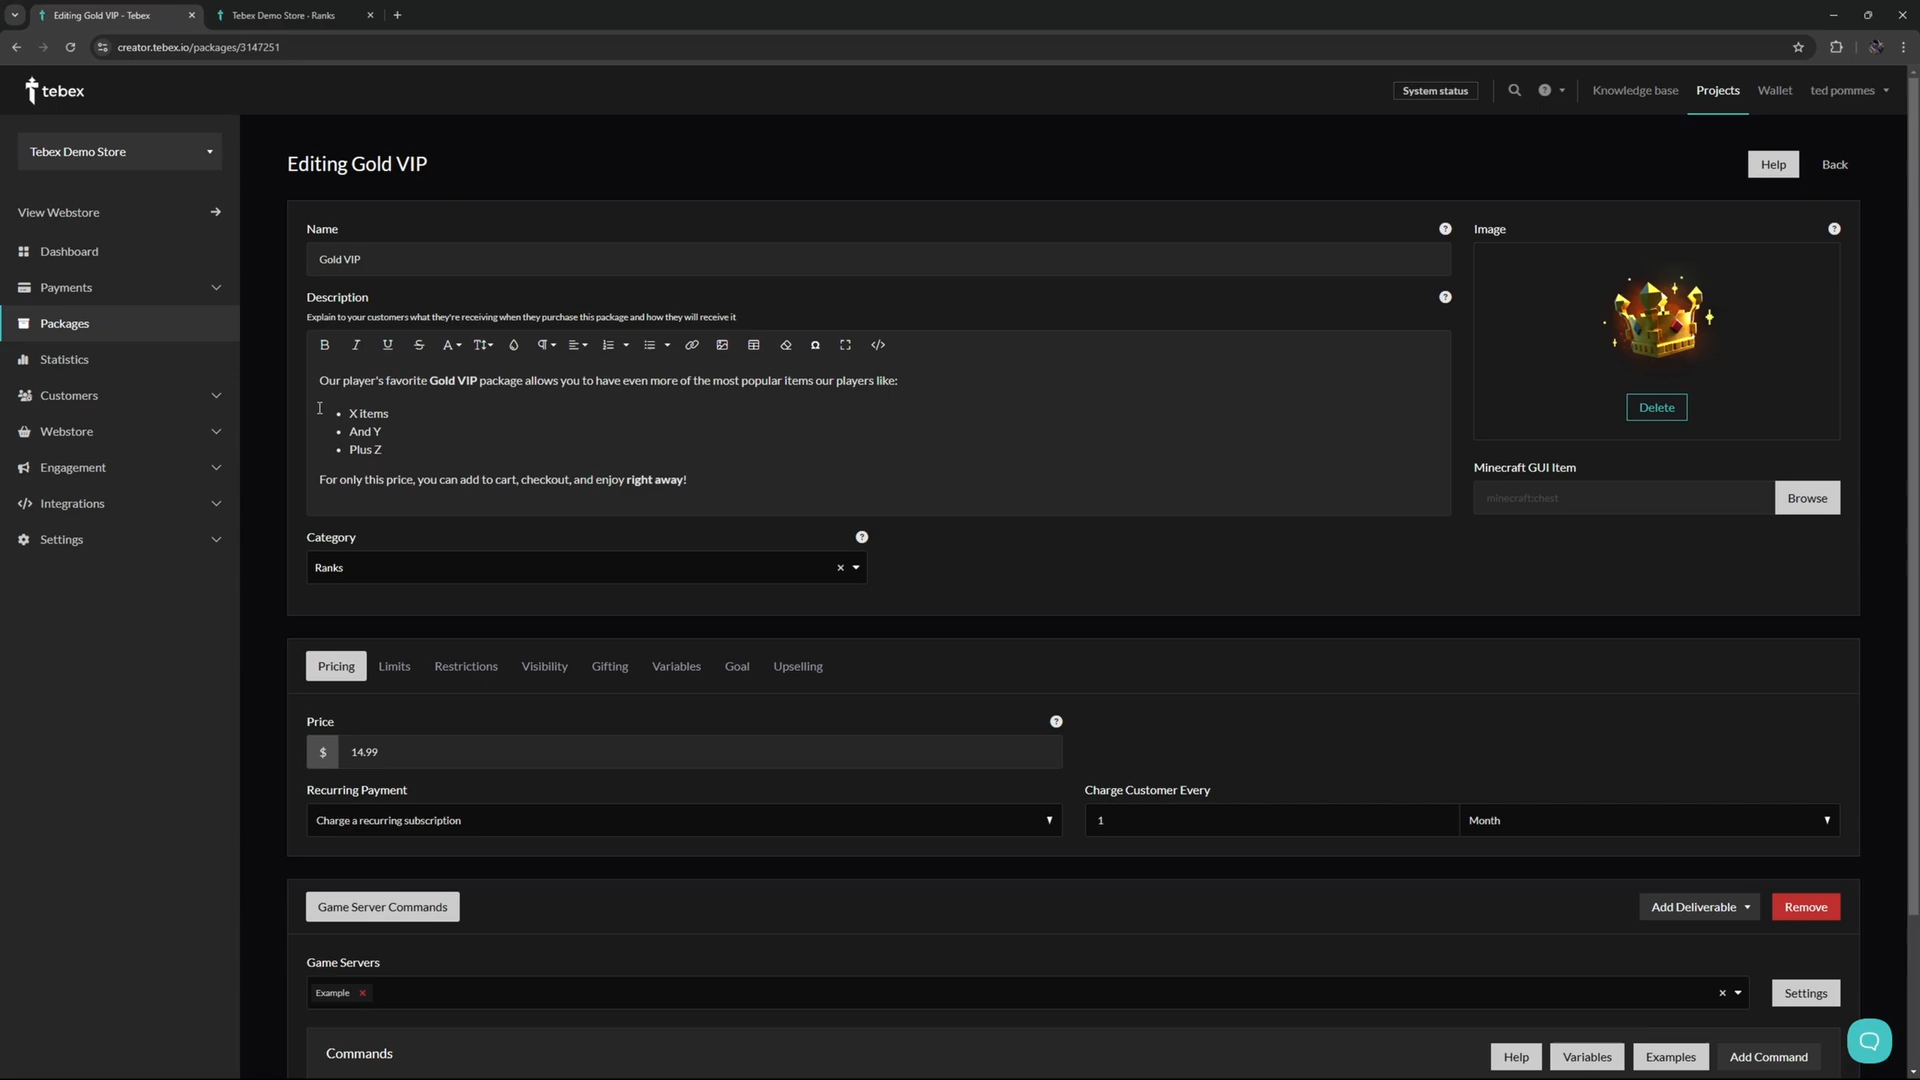 Editing Gold VIP - Tebex
Tebex Demo Store - Ranks
creator.tebex.io/packages/3147251
tebex
System status
Knowledge base
Projects
Wallet
ted pommes
Tebex Demo Store
View Webstore
Dashboard
Payments
Packages
Statistics
Customers
Webstore
Engagement
Integrations
Settings
Editing Gold VIP
Help
Back
Name
Gold VIP
Description
Explain to your customers what they're receiving when they purchase this package and how they will receive it
Our player's favorite Gold VIP package allows you to have even more of the most popular items our players like:
X items
And Y
Plus Z
For only this price, you can add to cart, checkout, and enjoy right away!
Category
Ranks
Image
Delete
Minecraft GUI Item
minecraft:chest
Browse
Pricing
Limits
Restrictions
Visibility
Gifting
Variables
Goal
Upselling
Price
$ 14.99
Recurring Payment
Charge a recurring subscription
Charge Customer Every
1
Month
Game Server Commands
Add Deliverable
Remove
Game Servers
Example
Settings
Commands
Help
Variables
Examples
Add Command